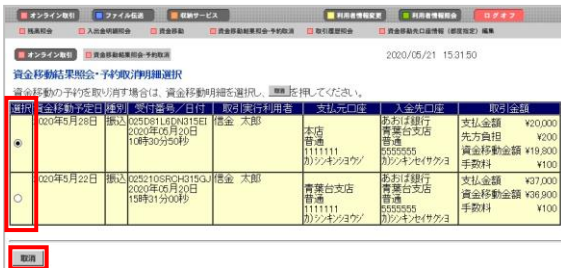 オンライン取引 ファイル伝送 収納サービス 利用者情報変更 利用者情報照会 ログオフ
残高照会 入出金明細照会 資金移動 資金移動結果照会・予約取消 取引履歴照会 資金移動先口座情報(都度指定)編集
オンライン取引 資金移動結果照会・予約取消 2020/05/21 15:31:50
資金移動結果照会・予約取消明細選択
資金移動の予約を取り消す場合は、資金移動明細を選択し、取消を押してください。
選択 資金移動予定日 種別 受付番号/日付 取引実行利用者 支払元口座 入金先口座 取引金額
2020年5月28日 振込 025D81L6DN315EI 信金 太郎
2020年05月20日
10時30分50秒
本店
普通
1111111
カ)シンキンショウジ
あおば銀行
青葉台支店
普通
5555555
カ)シンキンセイサクシヨ
支払金額 ¥20,000
先方負担 ¥200
資金移動金額 ¥19,800
手数料 ¥100
2020年5月22日 振込 025210SRCH315GJ 信金 太郎
2020年05月20日
15時31分00秒
青葉台支店
普通
1111111
カ)シンキンショウジ
あおば銀行
青葉台支店
普通
5555555
カ)シンキンセイサクシヨ
支払金額 ¥37,000
資金移動金額 ¥36,900
手数料 ¥100
取消